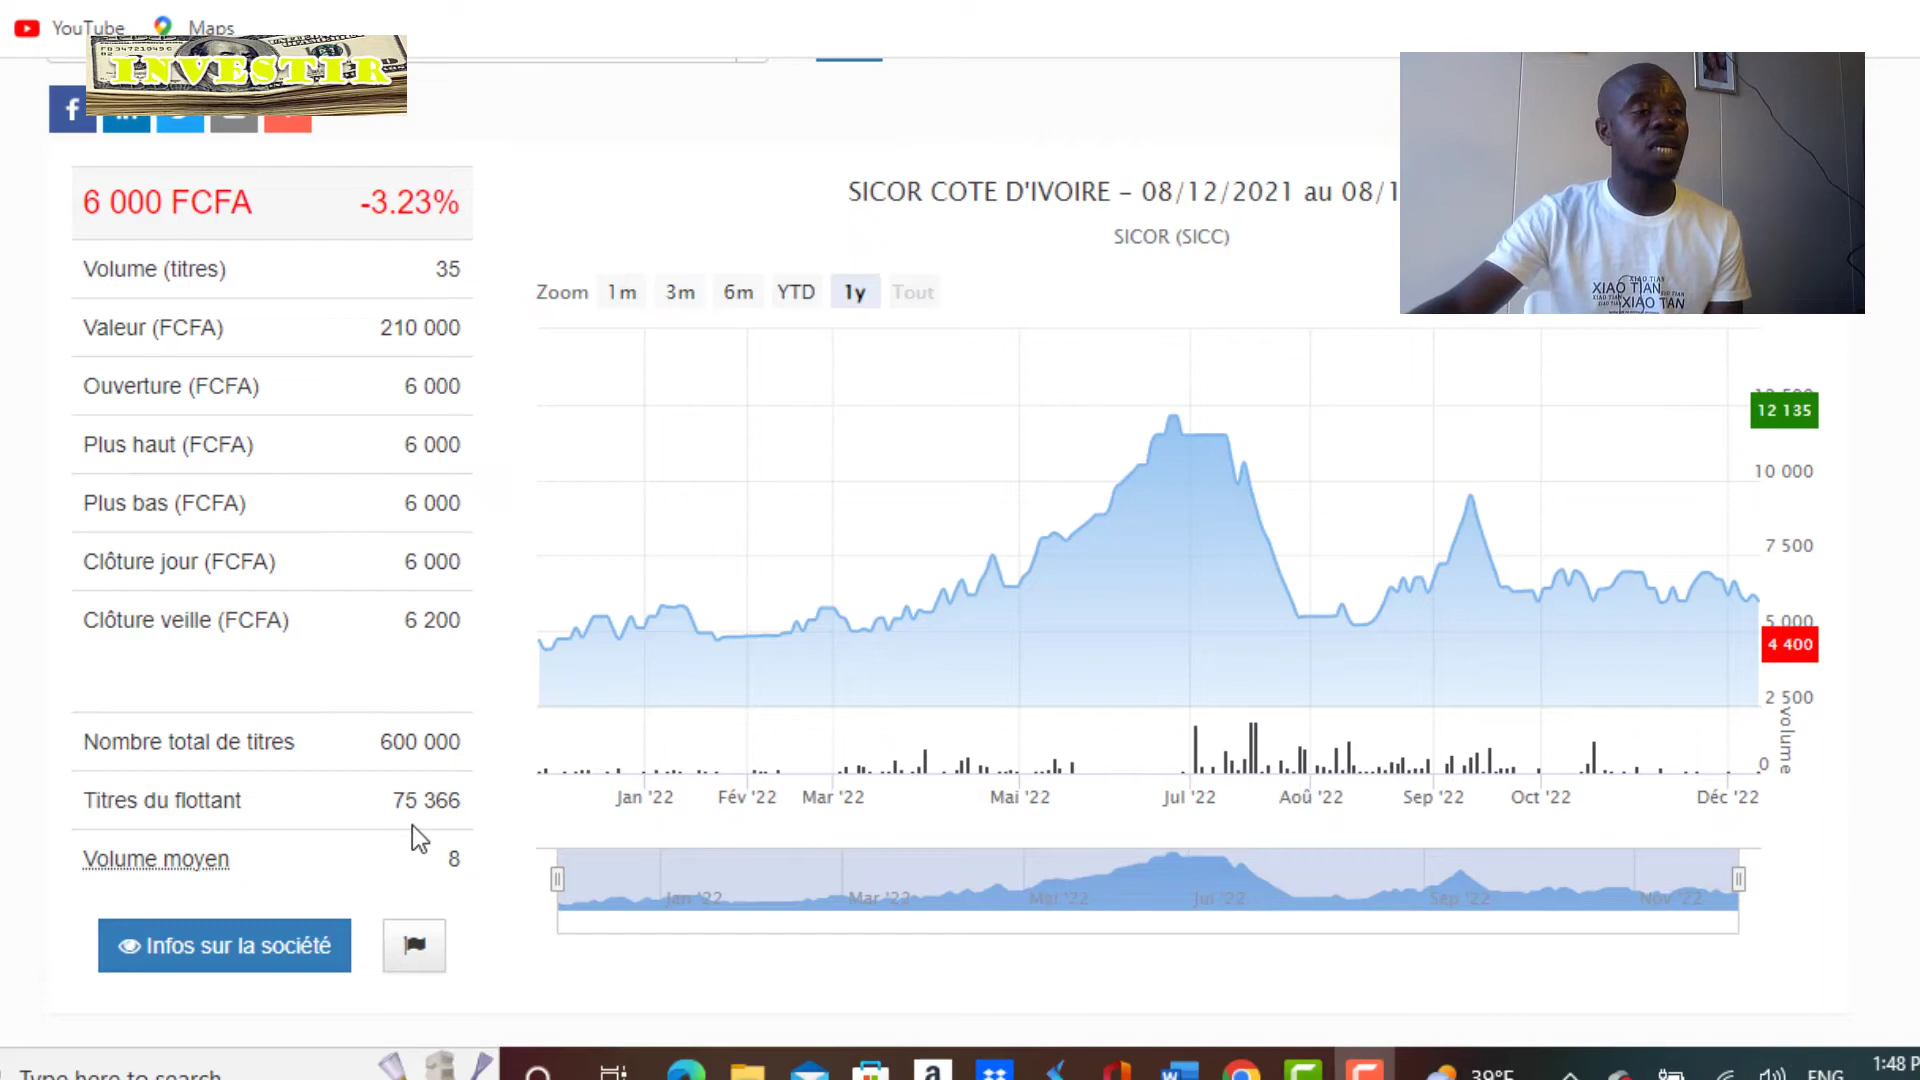 YouTube
Maps
INVESTIR
6 000 FCFA -3.23%
Volume (titres) 35
Valeur (FCFA) 210 000
Ouverture (FCFA) 6 000
Plus haut (FCFA) 6 000
Plus bas (FCFA) 6 000
Clôture jour (FCFA) 6 000
Clôture veille (FCFA) 6 200
Nombre total de titres 600 000
Titres du flottant 75 366
Volume moyen 8
Infos sur la société
SICOR COTE D'IVOIRE – 08/12/2021 au 08/1
SICOR (SICC)
Zoom 1m 3m 6m YTD 1y Tout
12 135
10 000
7 500
5 000
4 400
2 500
0
volumne
Jan '22 Fév '22 Mar '22 Mai '22 Jul '22 Aoû '22 Sep '22 Oct '22 Déc '22
Jan '22 Mar '22 Mai '22 Jul '22 Sep '22 Nov '22
XIAO TIAN
XIAO TIAN
XIAO TIAN
Type here to search
39°F
ENG
1:48 P